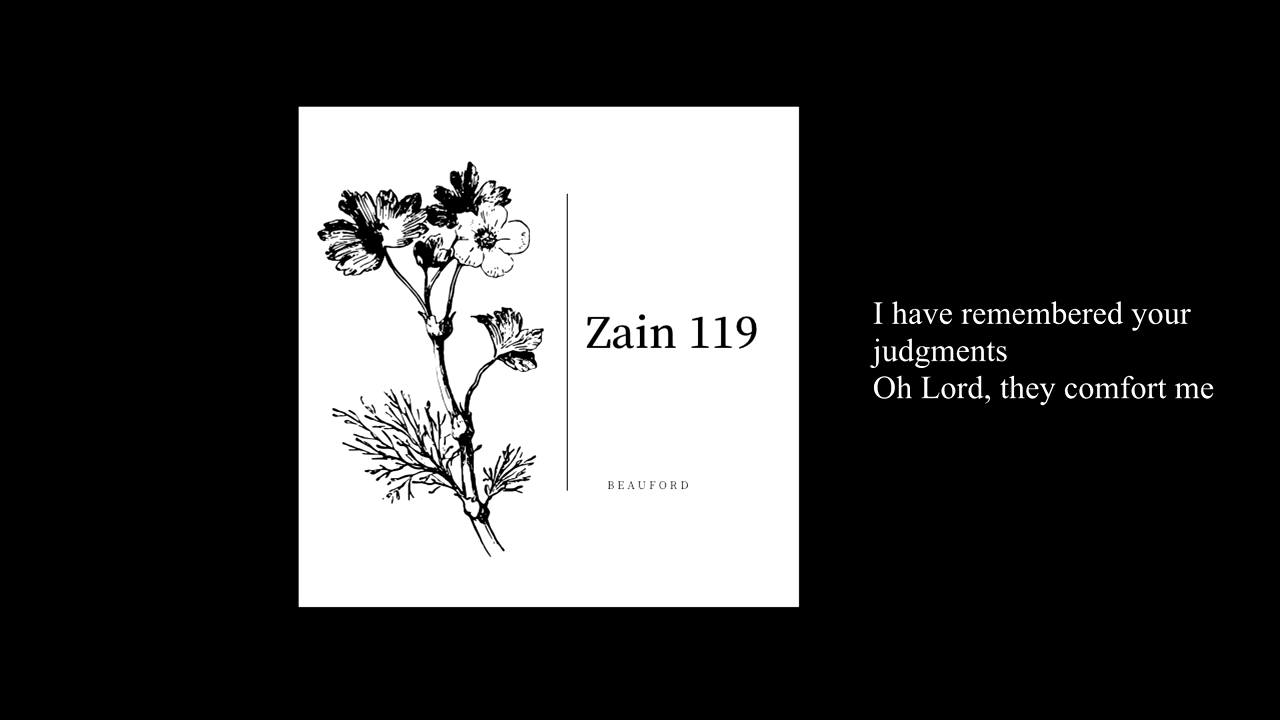 Zain 119
BEAUFORD
I have remembered your
judgments
Oh Lord, they comfort me